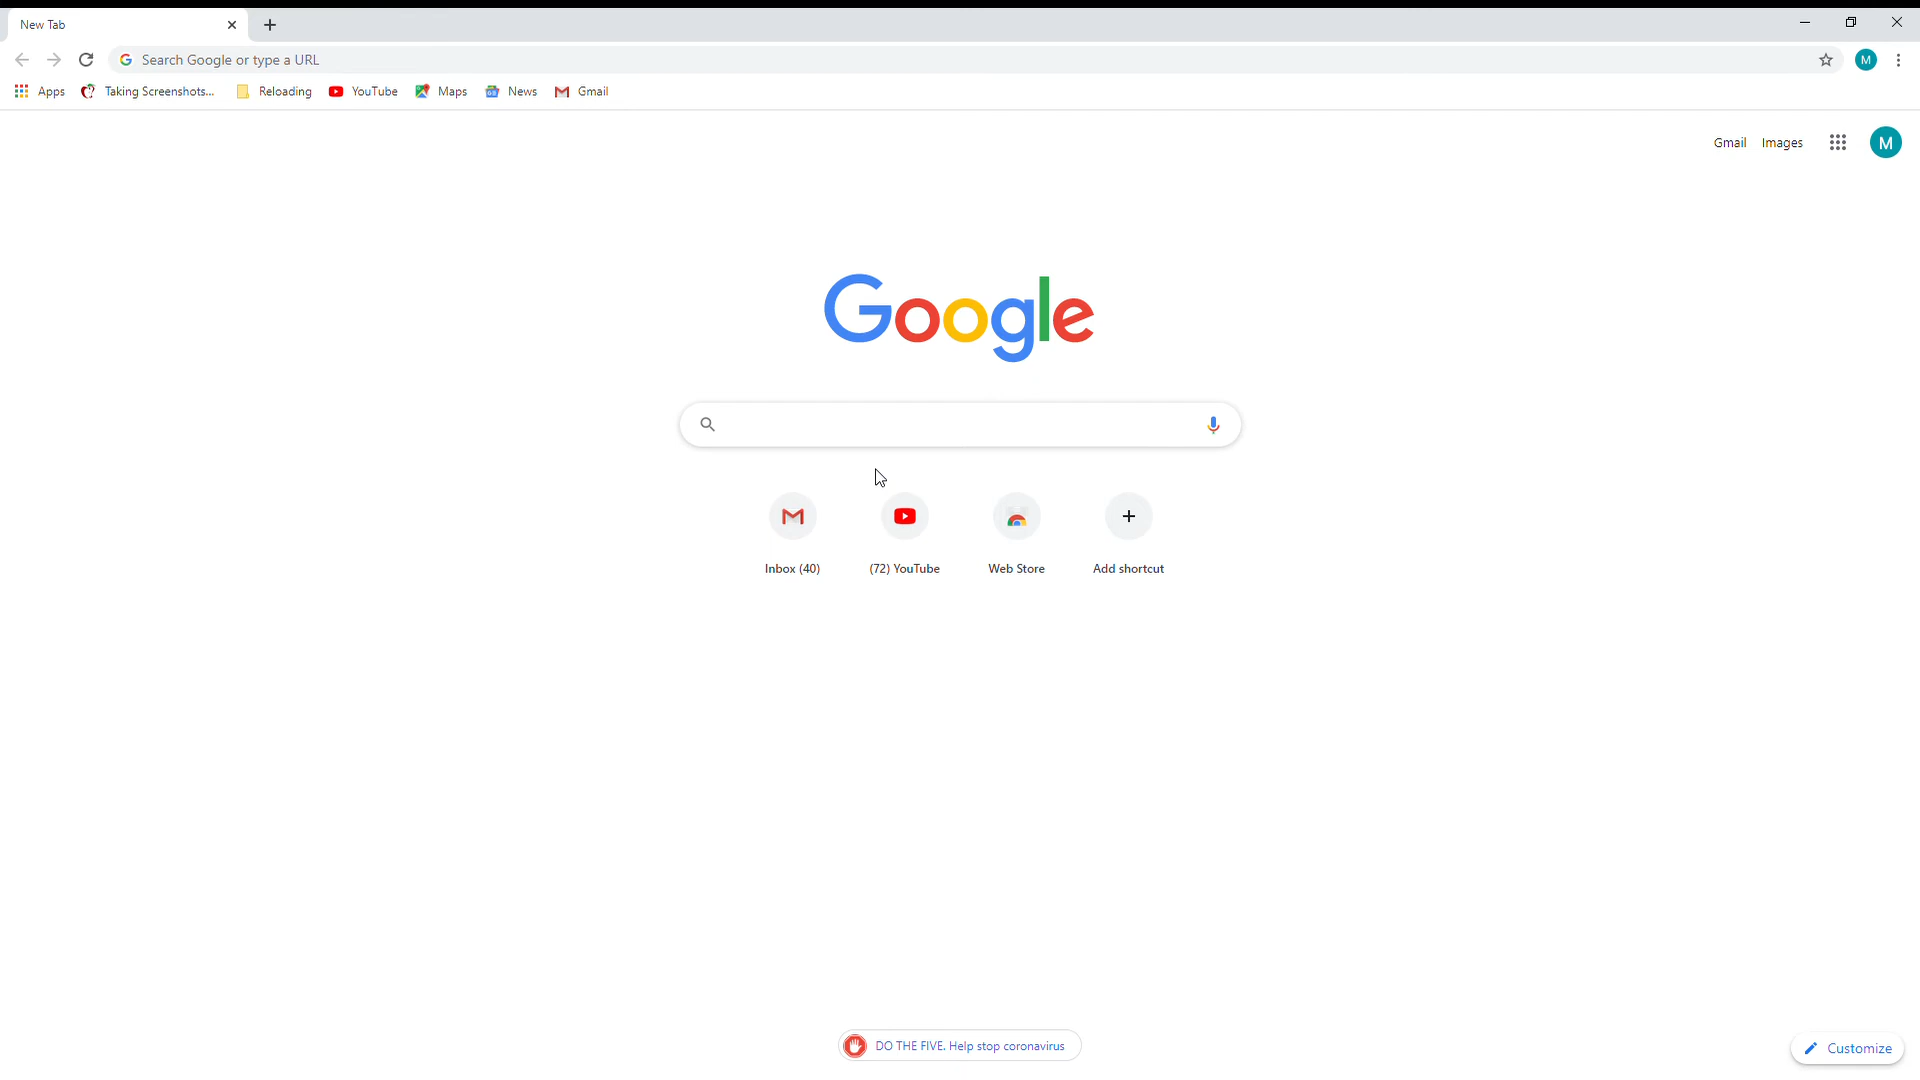 New Tab
Search Google or type a URL
M
Apps
Taking Screenshots...
Reloading
YouTube
Maps
News
Gmail
Gmail
Images
M
Google
Inbox (40)
(72) YouTube
Web Store
Add shortcut
DO THE FIVE. Help stop coronavirus
Customize